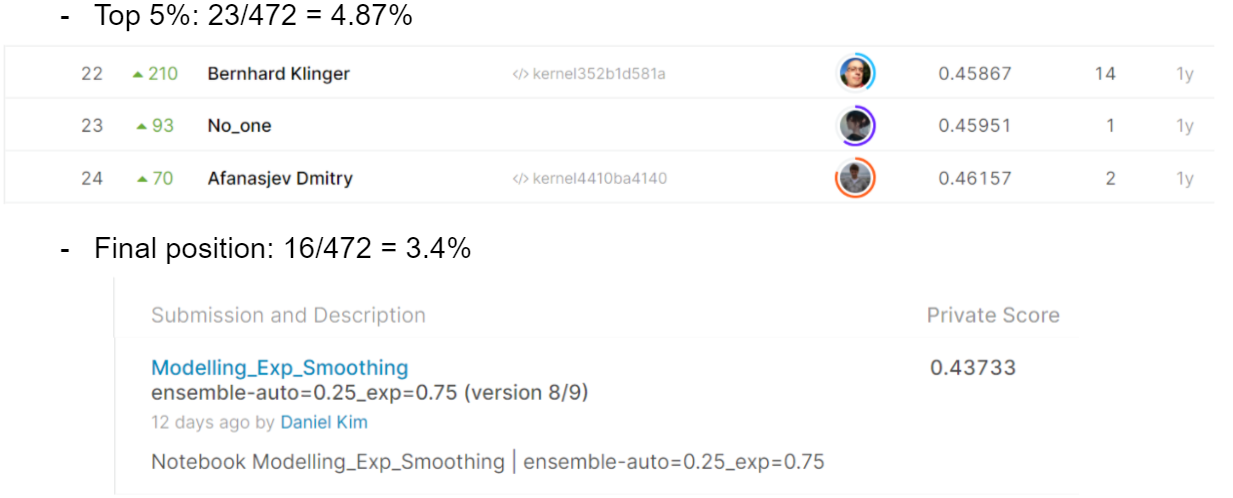 - Top 5%: 23/472 = 4.87%
22 ▲ 210 Bernhard Klinger </> kernel352b1d581a 0.45867 14 1y
23 ▲ 93 No_one 0.45951 1 1y
24 ▲ 70 Afanasjev Dmitry </> kernel4410ba4140 0.46157 2 1y
- Final position: 16/472 = 3.4%
Submission and Description Private Score
Modelling_Exp_Smoothing 0.43733
ensemble-auto=0.25_exp=0.75 (version 8/9)
12 days ago by Daniel Kim
Notebook Modelling_Exp_Smoothing | ensemble-auto=0.25_exp=0.75